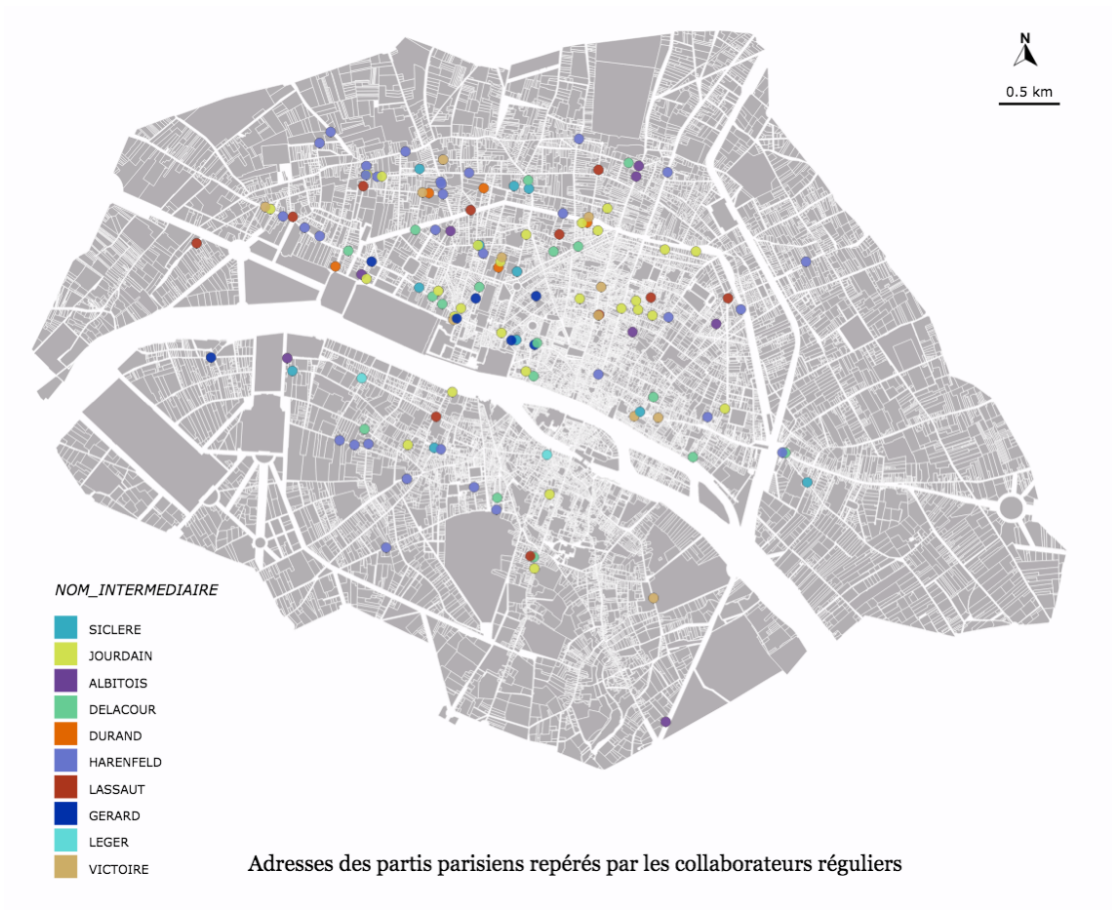 N
0.5 km
NOM_INTERMEDIAIRE
SICLERE
JOURDAIN
ALBITOIS
DELACOUR
DURAND
HARENFELD
LASSAUT
GERARD
LEGER
VICTOIRE
Adresses des partis parisiens repérés par les collaborateurs réguliers